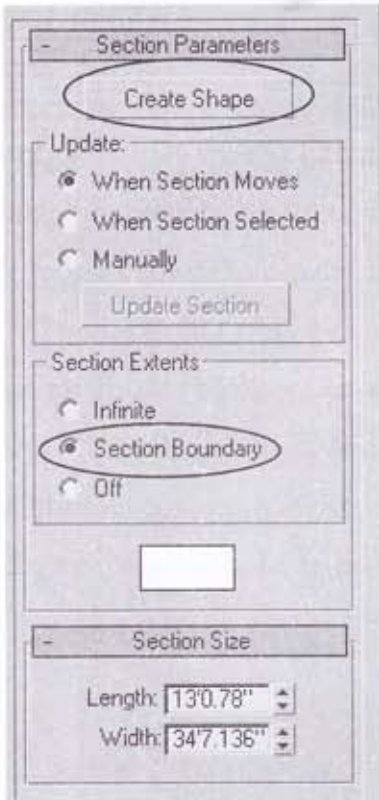 - Section Parameters
Create Shape
Update:
When Section Moves
When Section Selected
Manually
Update Section
Section Extents
Infinite
Section Boundary
Off
- Section Size
Length: 13'0.78"
Width: 34'7.136"